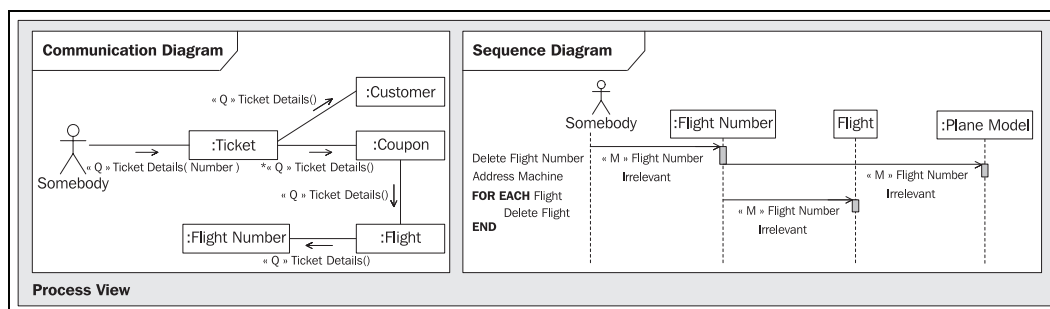 Communication Diagram
« Q » Ticket Details()
:Customer
:Ticket
:Coupon
« Q » Ticket Details( Number )
*« Q » Ticket Details()
Somebody
« Q » Ticket Details()
:Flight Number
:Flight
« Q » Ticket Details()
Sequence Diagram
Somebody
:Flight Number
Flight
:Plane Model
Delete Flight Number
Address Machine
FOR EACH Flight
Delete Flight
END
« M » Flight Number
Irrelevant
« M » Flight Number
Irrelevant
« M » Flight Number
Irrelevant
Process View